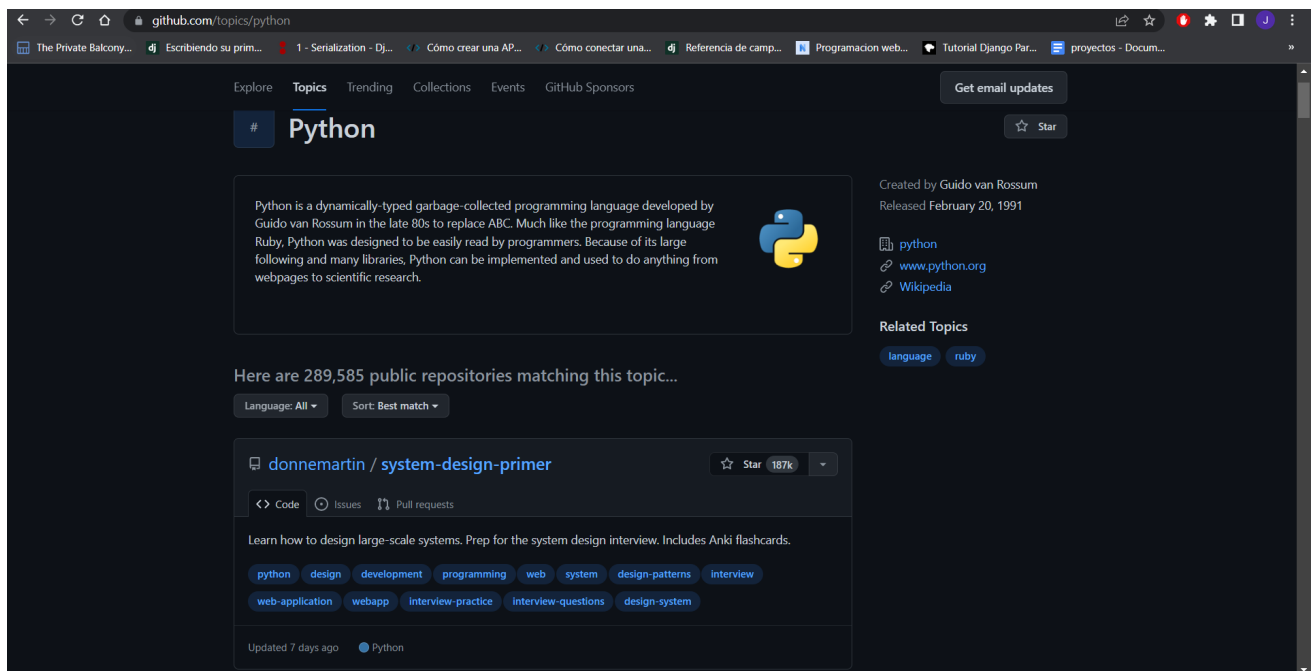 github.com/topics/python
J
The Private Balcony...
dj Escribiendo su prim...
1 - Serialization - Dj...
Cómo crear una AP...
Cómo conectar una...
dj Referencia de camp...
Programacion web...
Tutorial Django Par...
proyectos - Docum...
»
Explore Topics Trending Collections Events GitHub Sponsors
Get email updates
# Python
Star
Python is a dynamically-typed garbage-collected programming language developed by
Guido van Rossum in the late 80s to replace ABC. Much like the programming language
Ruby, Python was designed to be easily read by programmers. Because of its large
following and many libraries, Python can be implemented and used to do anything from
webpages to scientific research.
Created by Guido van Rossum
Released February 20, 1991
python
www.python.org
Wikipedia
Related Topics
language ruby
Here are 289,585 public repositories matching this topic...
Language: All Sort: Best match
donnemartin / system-design-primer
Star 187k
Code Issues Pull requests
Learn how to design large-scale systems. Prep for the system design interview. Includes Anki flashcards.
python design development programming web system design-patterns interview
web-application webapp interview-practice interview-questions design-system
Updated 7 days ago Python